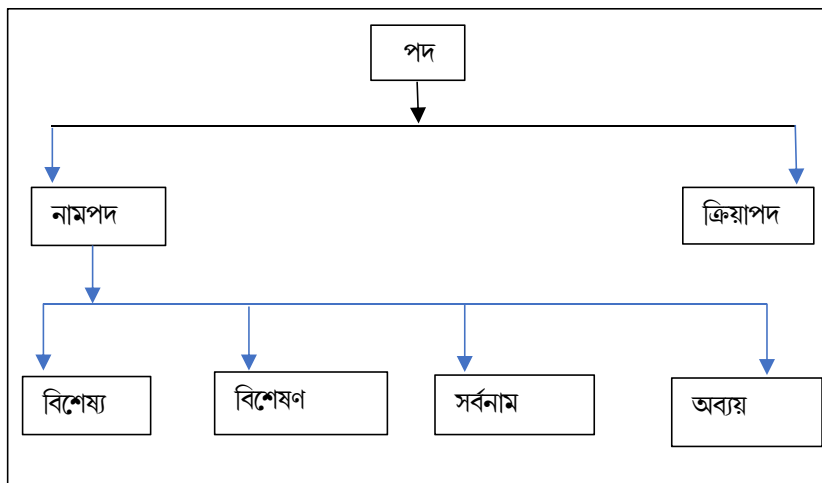 পদ
নামপদ
ক্রিয়াপদ
বিশেষ্য
বিশেষণ
সর্বনাম
অব্যয়